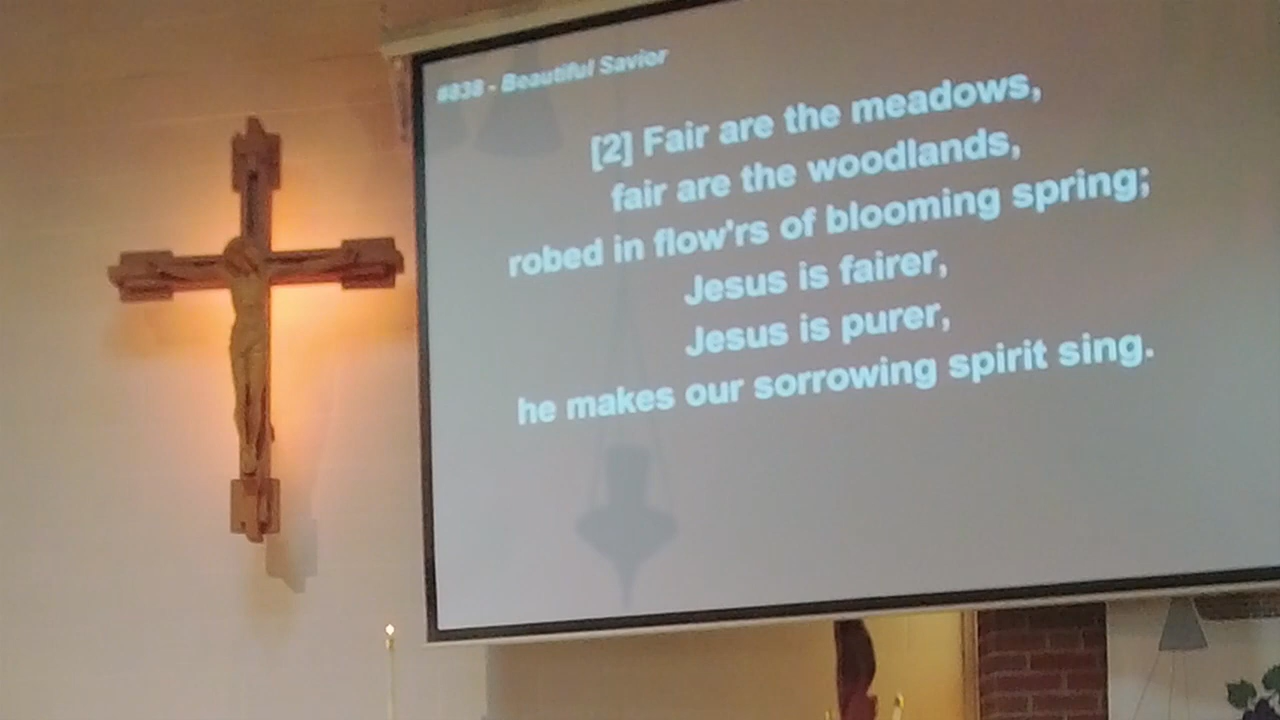 #838 - Beautiful Savior
[2] Fair are the meadows,
fair are the woodlands,
robed in flow'rs of blooming spring;
Jesus is fairer,
Jesus is purer,
he makes our sorrowing spirit sing.